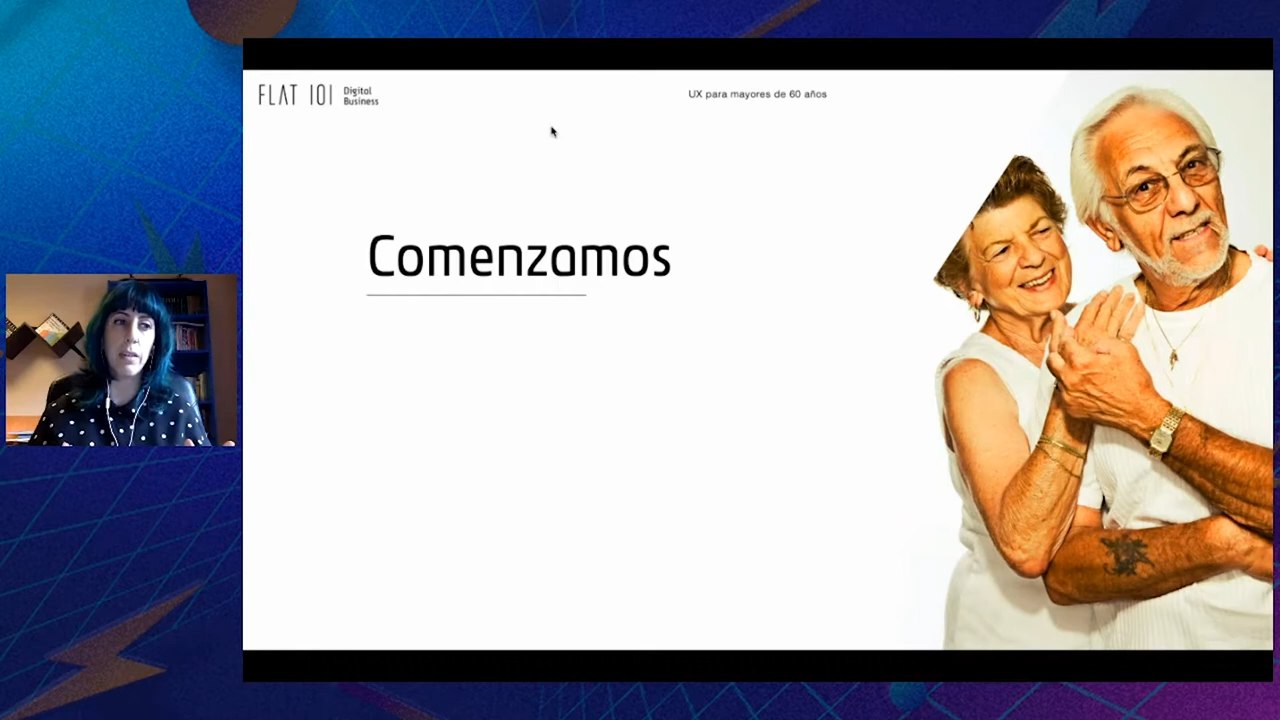 FLAT 101
Digital
Business
UX para mayores de 60 años
Comenzamos